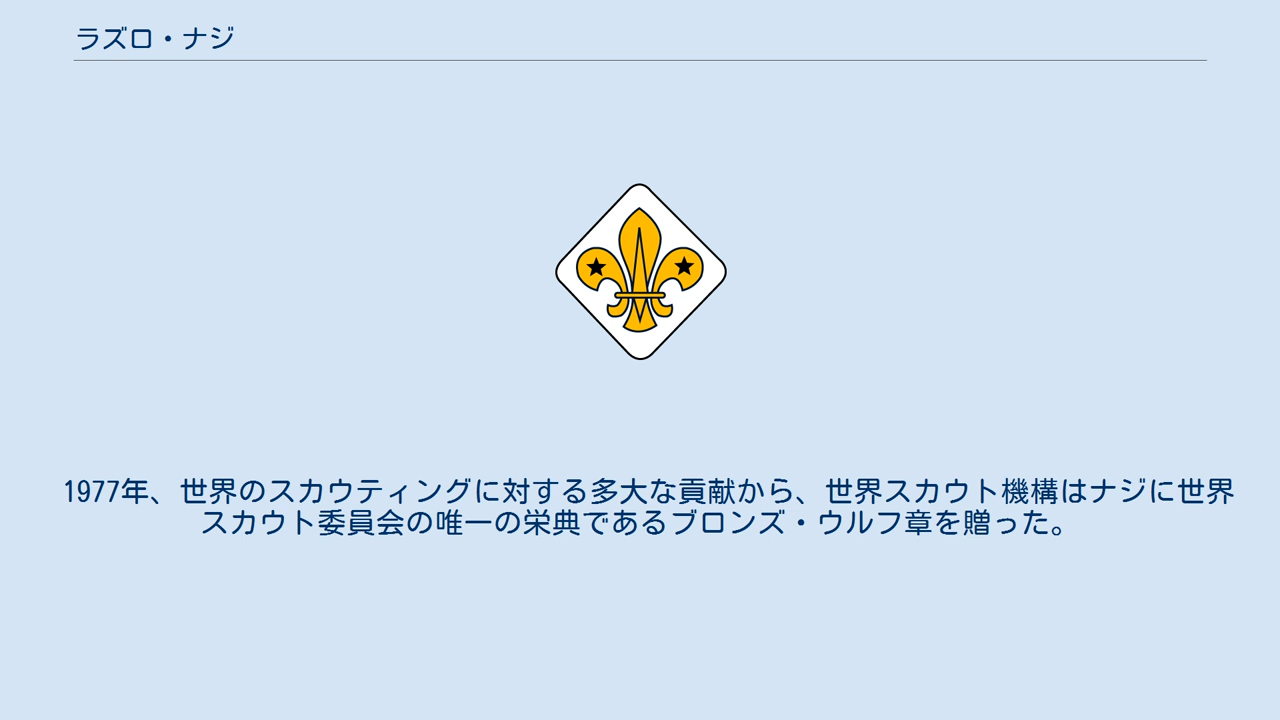 ラズロ・ナジ
1977年、世界のスカウティングに対する多大な貢献から、世界スカウト機構はナジに世界
スカウト委員会の唯一の栄典であるブロンズ・ウルフ章を贈った。